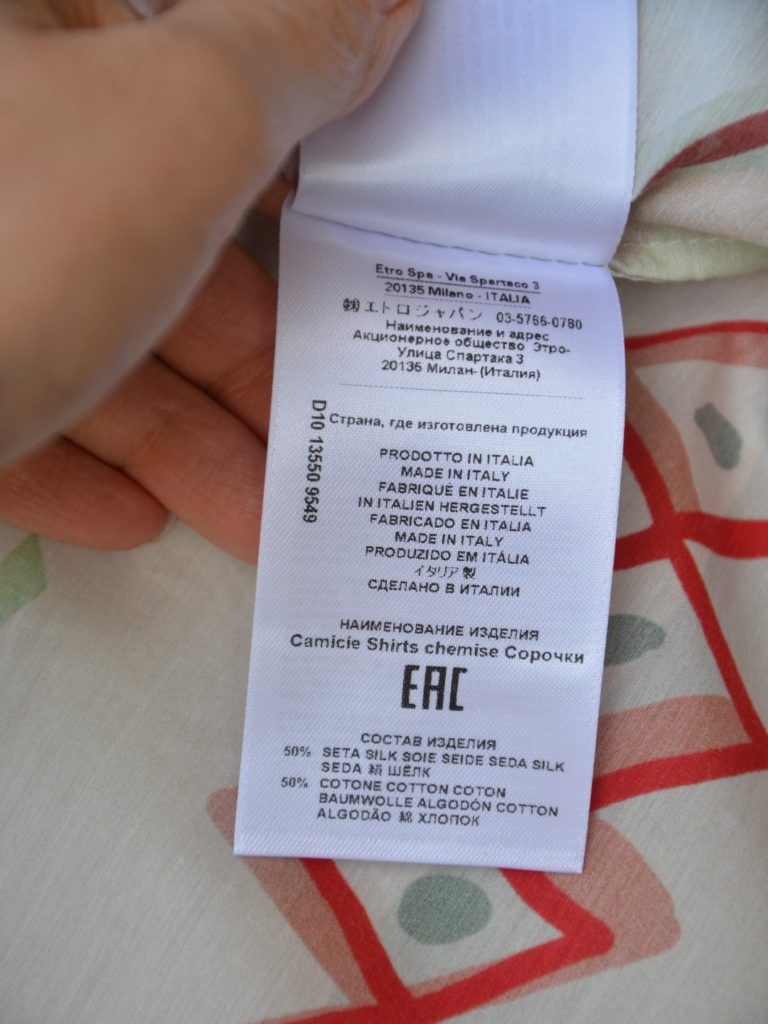 Etro Spa - Via Spartaco 3
20135 Milano - ITALIA
㈱エトロジャパン 03-5766-0780
Наименование и адрес
Акционерное общество Этро-
Улица Спартака 3
20136 Милан- (Италия)
Страна, где изготовлена продукция
D10 13550 9549
PRODOTTO IN ITALIA
MADE IN ITALY
FABRIQUÉ EN ITALIE
IN ITALIEN HERGESTELLT
FABRICADO EN ITALIA
MADE IN ITALY
PRODUZIDO EM ITÁLIA
イタリア製
СДЕЛАНО В ИТАЛИИ
НАИМЕНОВАНИЕ ИЗДЕЛИЯ
Camicie Shirts chemise Сорочки
EAC
СОСТАВ ИЗДЕЛИЯ
50% SETA SILK SOIE SEIDE SEDA SILK
SEDA 絹 ШЁЛК
50% COTONE COTTON COTON
BAUMWOLLE ALGODÓN COTTON
ALGODÃO 綿 ХЛОПОК